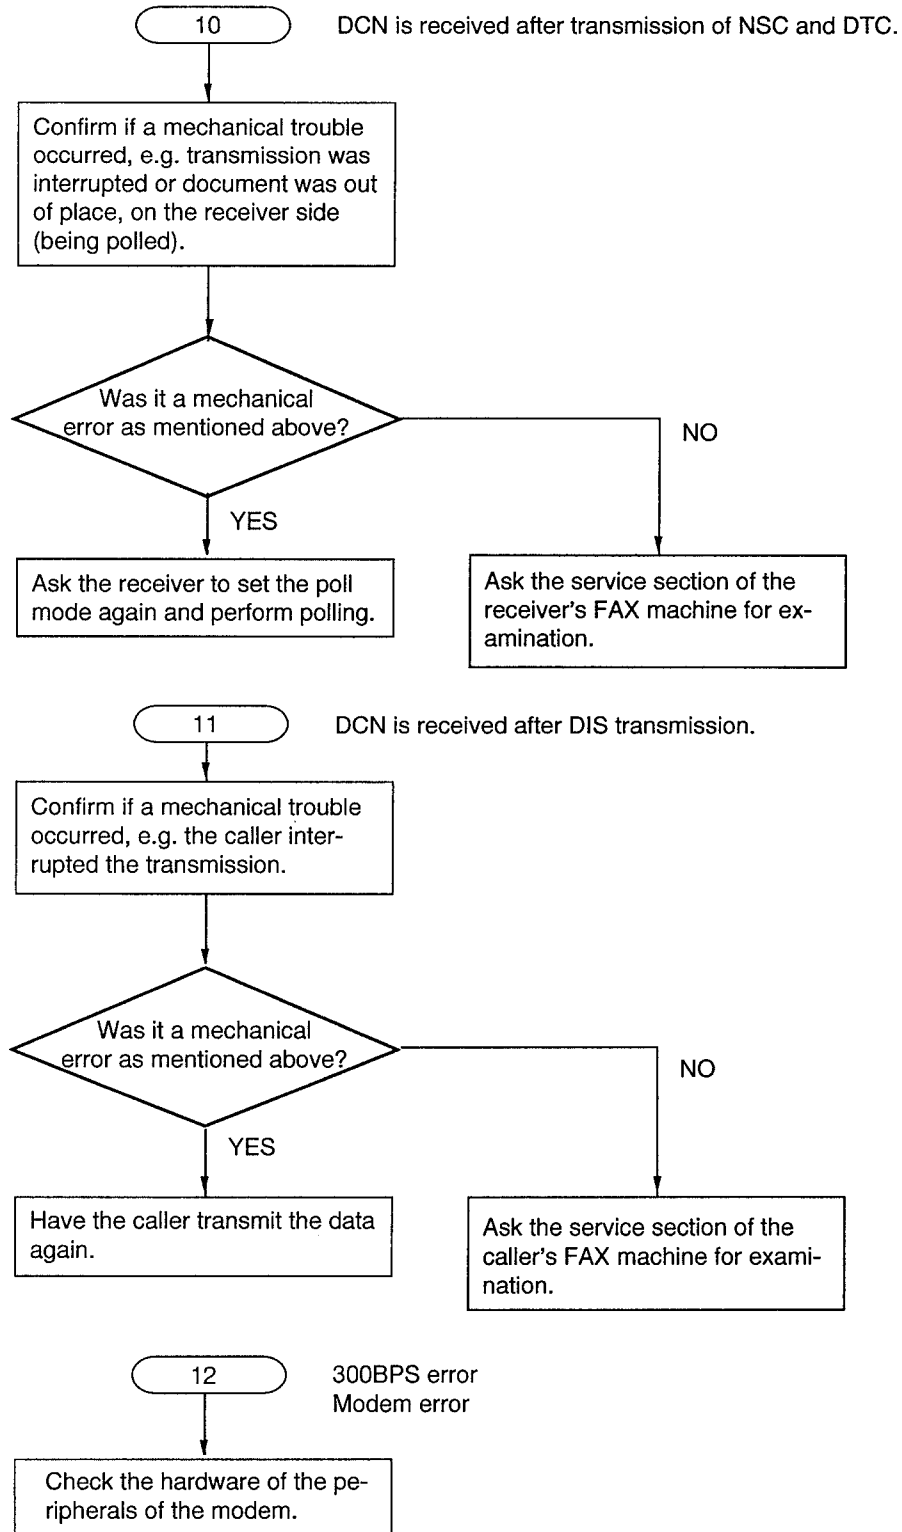 10
DCN is received after transmission of NSC and DTC.
Confirm if a mechanical trouble
occurred, e.g. transmission was
interrupted or document was out
of place, on the receiver side
(being polled).
Was it a mechanical
error as mentioned above?
NO
YES
Ask the receiver to set the poll
mode again and perform polling.
Ask the service section of the
receiver's FAX machine for ex-
amination.
11
DCN is received after DIS transmission.
Confirm if a mechanical trouble
occurred, e.g. the caller inter-
rupted the transmission.
Was it a mechanical
error as mentioned above?
NO
YES
Have the caller transmit the data
again.
Ask the service section of the
caller's FAX machine for exami-
nation.
12
300BPS error
Modem error
Check the hardware of the pe-
ripherals of the modem.